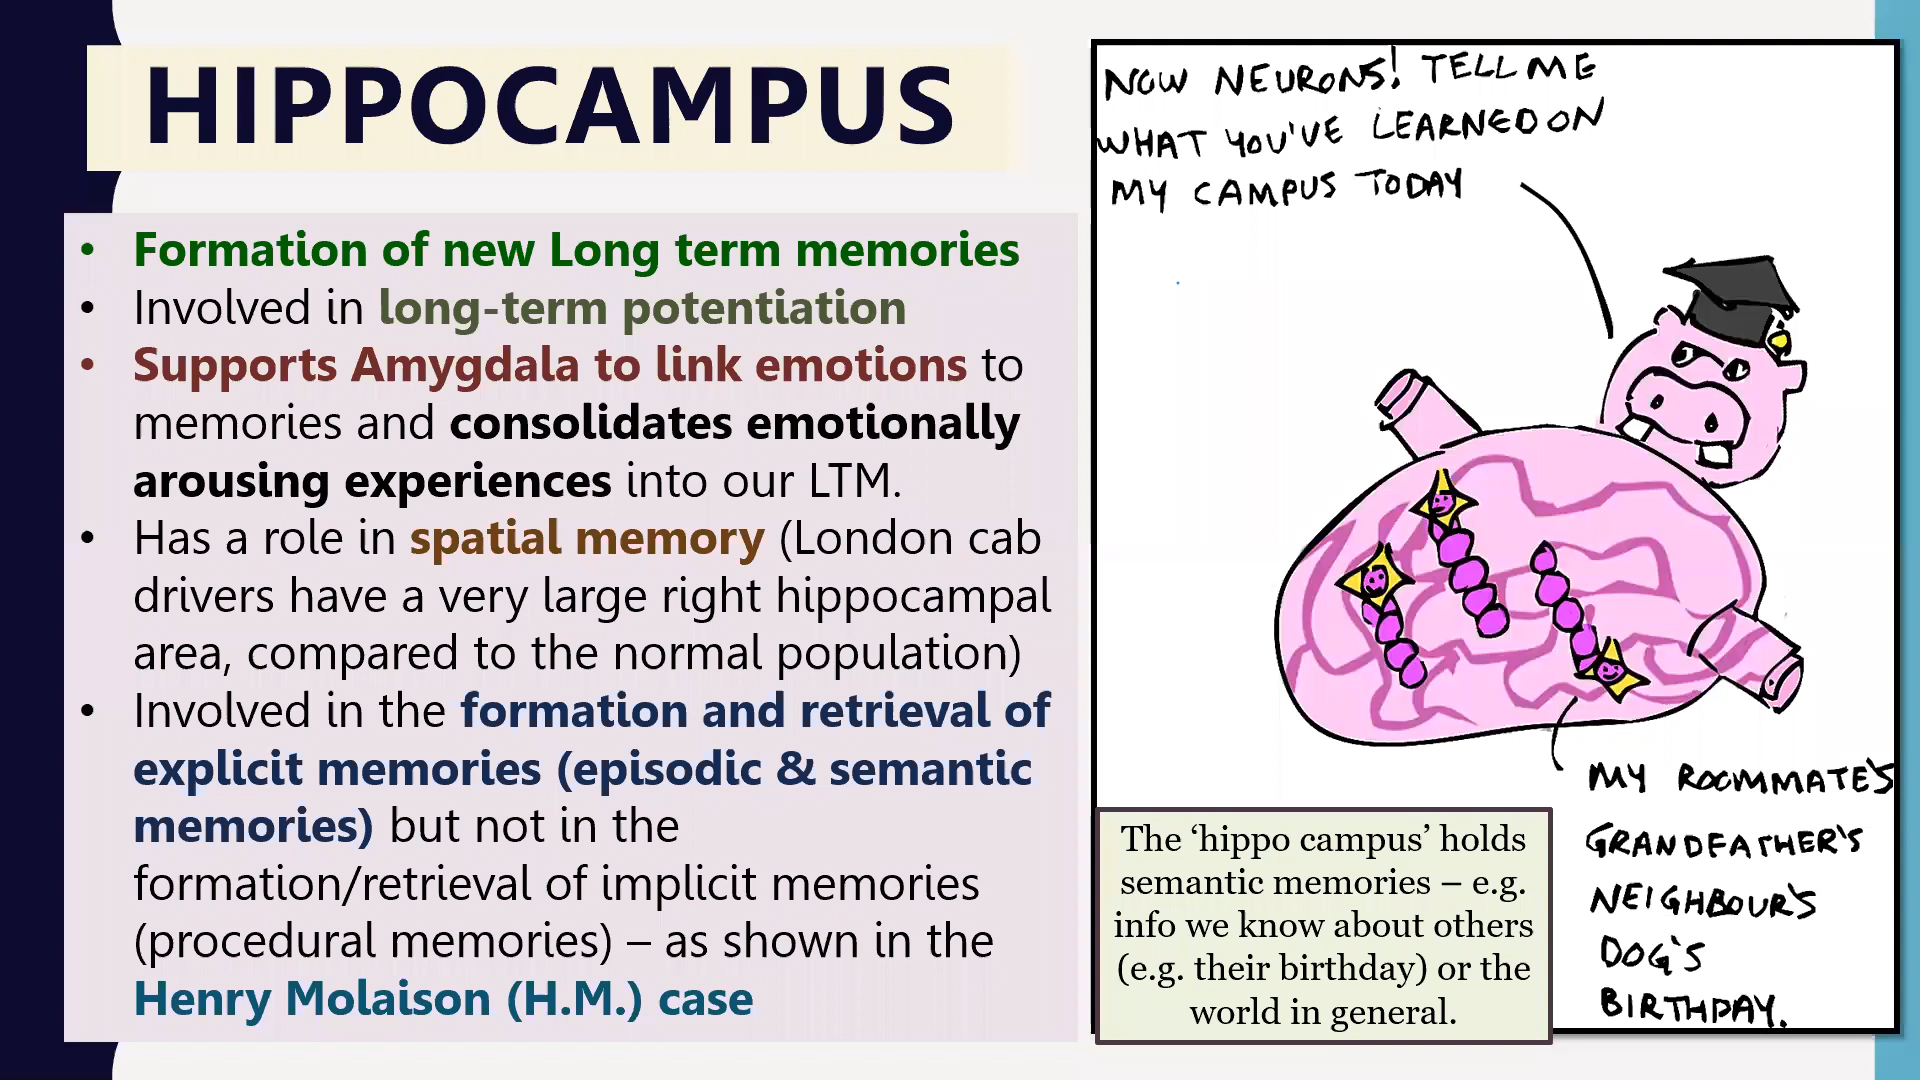 HIPPOCAMPUS
• Formation of new Long term memories
• Involved in long-term potentiation
• Supports Amygdala to link emotions to
memories and consolidates emotionally
arousing experiences into our LTM.
• Has a role in spatial memory (London cab
drivers have a very large right hippocampal
area, compared to the normal population)
• Involved in the formation and retrieval of
explicit memories (episodic & semantic
memories) but not in the
formation/retrieval of implicit memories
(procedural memories) – as shown in the
Henry Molaison (H.M.) case
NOW NEURONS! TELL ME
WHAT YOU'VE LEARNED ON
MY CAMPUS TODAY
MY ROOMMATE'S
GRANDFATHER'S
NEIGHBOUR'S
DOG'S
BIRTHDAY.
The ‘hippo campus’ holds
semantic memories – e.g.
info we know about others
(e.g. their birthday) or the
world in general.